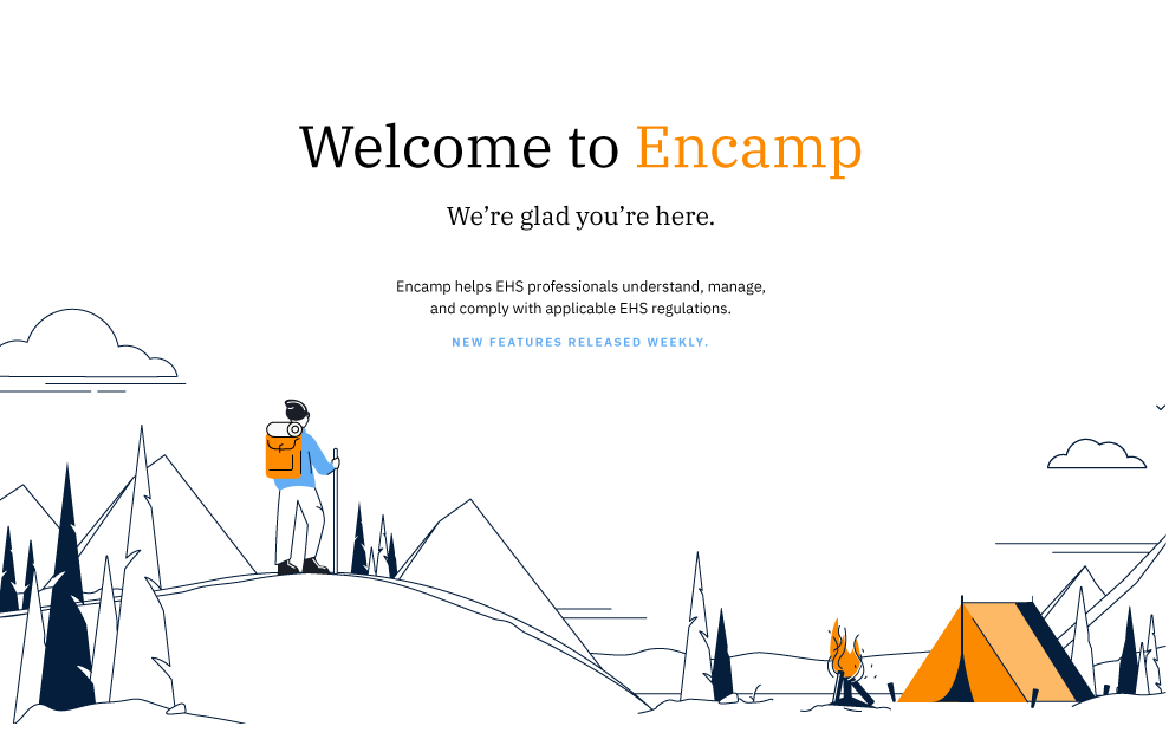 Welcome to Encamp
We’re glad you’re here.
Encamp helps EHS professionals understand, manage,
and comply with applicable EHS regulations.
NEW FEATURES RELEASED WEEKLY.